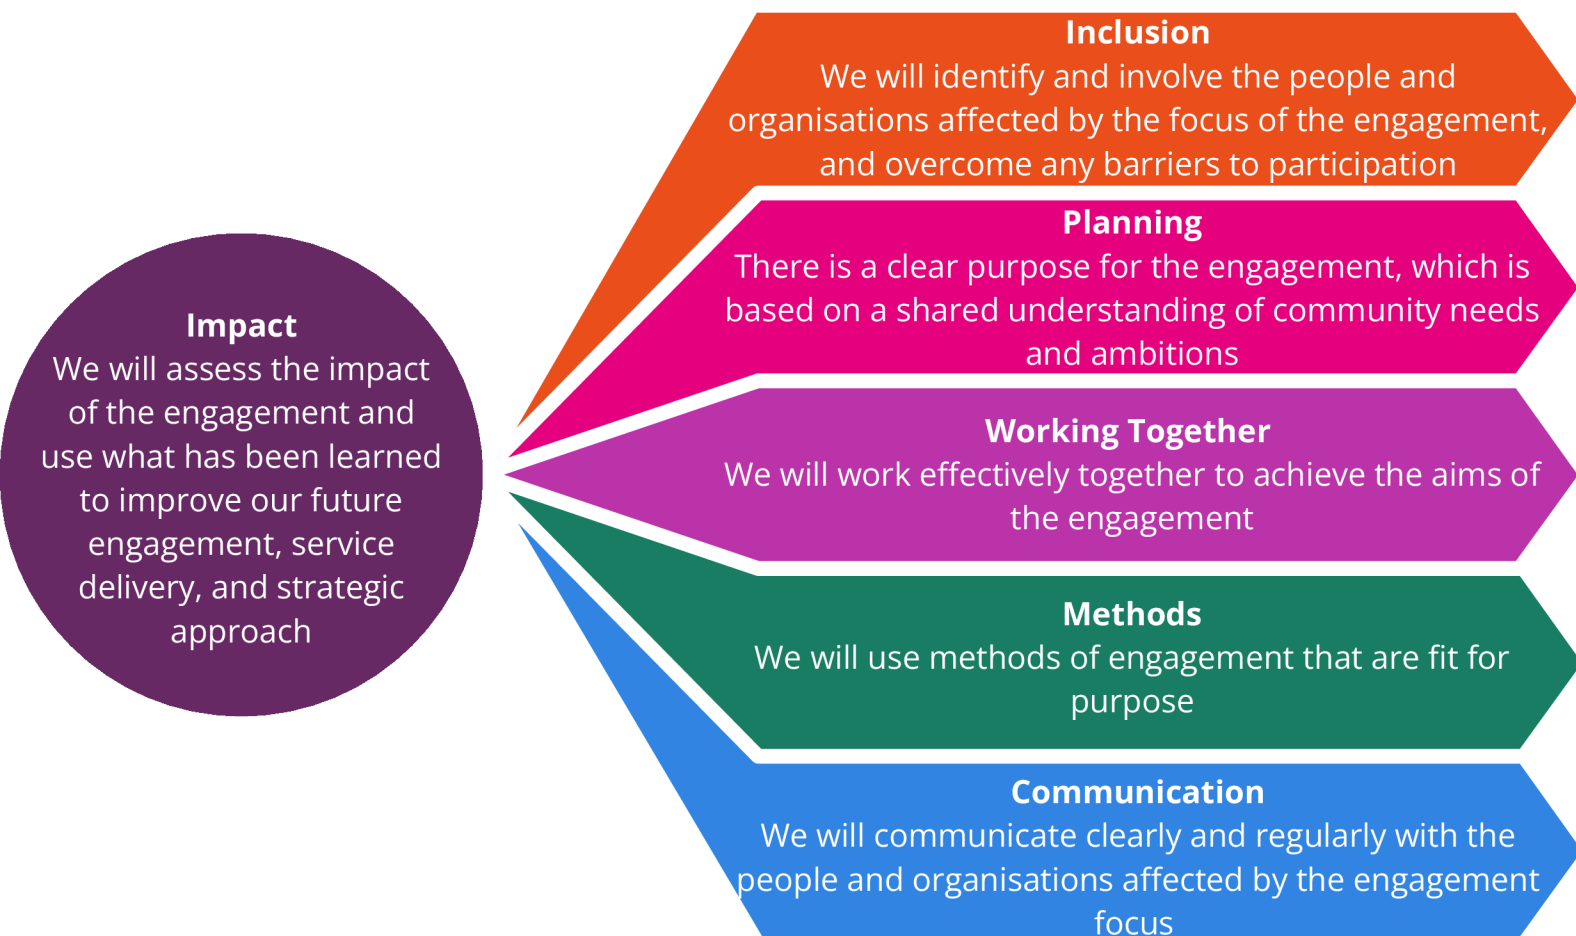 Impact
We will assess the impact
of the engagement and
use what has been learned
to improve our future
engagement, service
delivery, and strategic
approach
Inclusion
We will identify and involve the people and
organisations affected by the focus of the engagement,
and overcome any barriers to participation
Planning
There is a clear purpose for the engagement, which is
based on a shared understanding of community needs
and ambitions
Working Together
We will work effectively together to achieve the aims of
the engagement
Methods
We will use methods of engagement that are fit for
purpose
Communication
We will communicate clearly and regularly with the
people and organisations affected by the engagement
focus